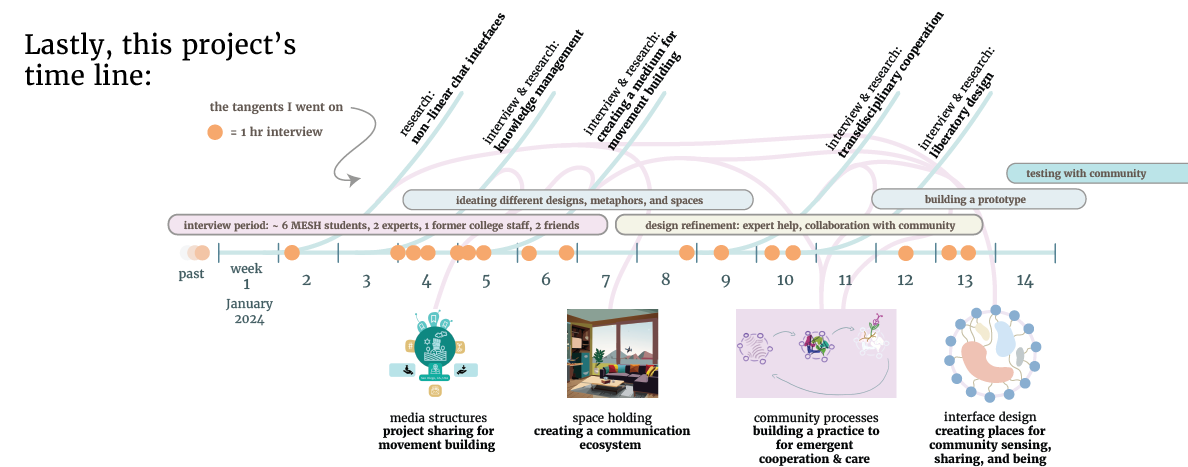 Lastly, this project's
time line:
the tangents I went on
= 1 hr interview
research:
non -linear chat interfaces
interview & research:
knowledge management
interview & research:
creating a medium for
movement building
interview & research:
transdisciplinary cooperation
interview & research:
liberatory design
testing with community
ideating different designs, metaphors, and spaces
building a prototype
interview period: ~ 6 MESH students, 2 experts, 1 former college staff, 2 friends
design refinement: expert help, collaboration with community
past
week
1
January
2024
2
3
4
5
6
7
8
9
10
11
12
13
14
media structures
project sharing for
movement building
space holding
creating a communication
ecosystem
community processes
building a practice to
for emergent
cooperation & care
interface design
creating places for
community sensing,
sharing, and being